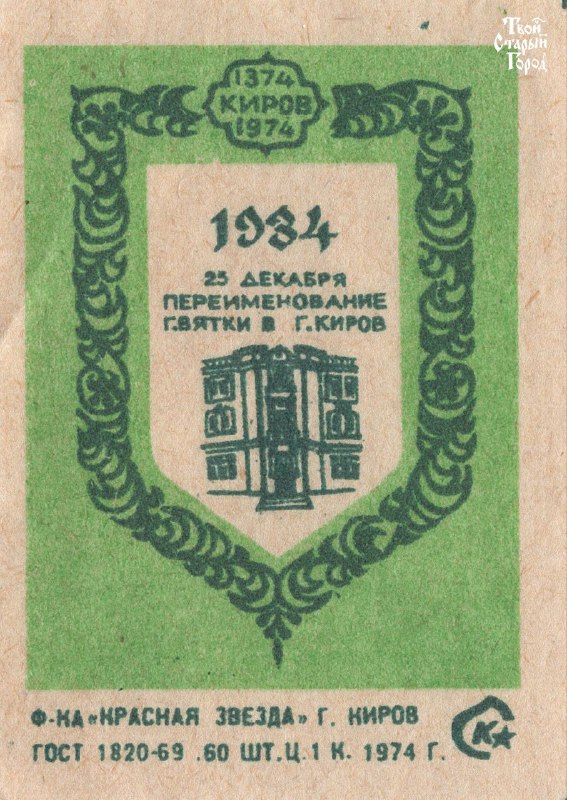 Твой
Старый
Город
1374
КИРОВ
1974
1934
25 ДЕКАБРЯ
ПЕРЕИМЕНОВАНИЕ
Г.ВЯТКИ В Г.КИРОВ
Ф-КА «КРАСНАЯ ЗВЕЗДА» Г. КИРОВ
К
ГОСТ 1820-69 .60 ШТ.Ц.1 К. 1974 Г.